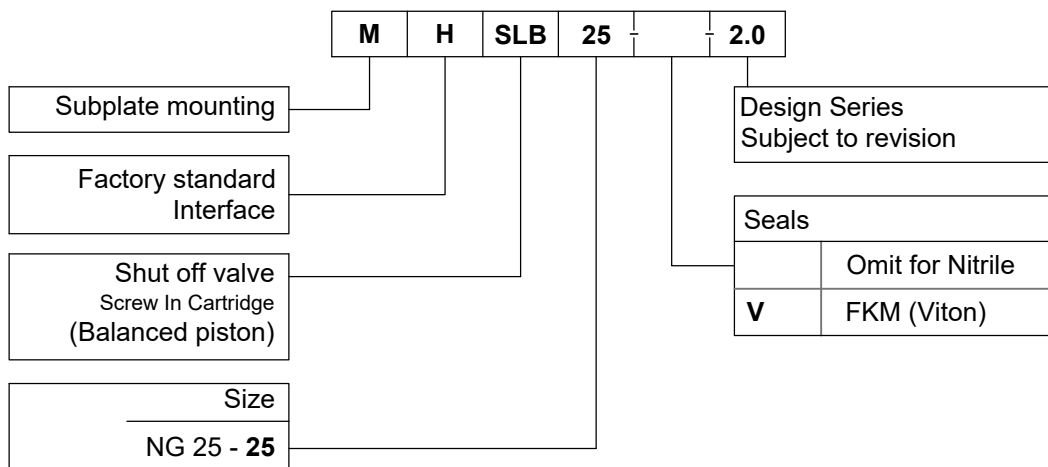 M H SLB 25 - - 2.0
Subplate mounting
Factory standard
Interface
Shut off valve
Screw In Cartridge
(Balanced piston)
Size
NG 25 - 25
Design Series
Subject to revision
Seals
Omit for Nitrile
V FKM (Viton)